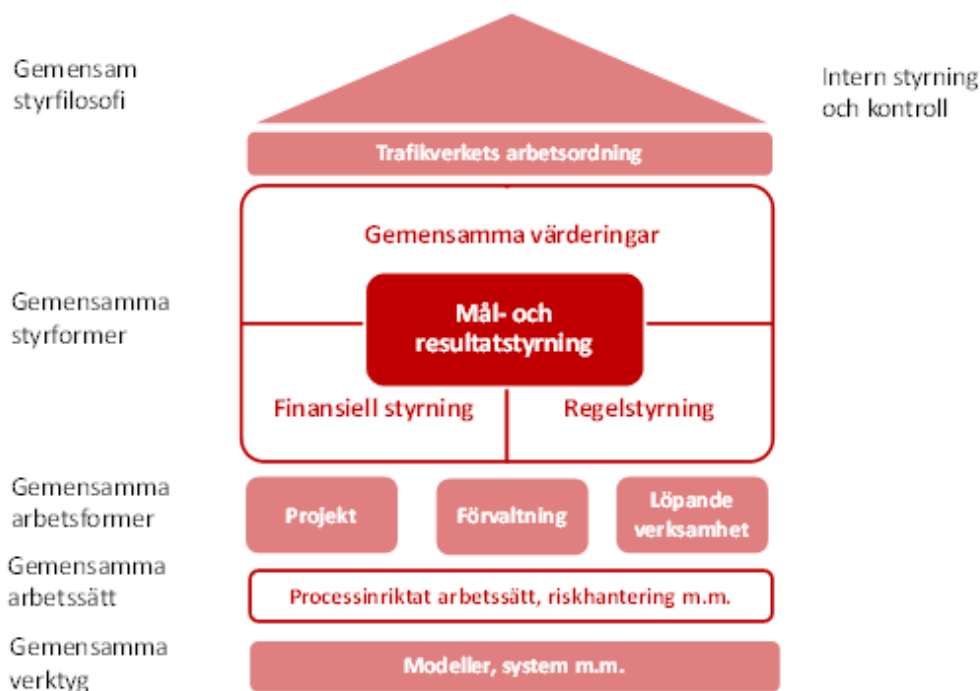 Gemensam
styrfilosofi
Intern styrning
och kontroll
Trafikverkets arbetsordning
Gemensamma värderingar
Gemensamma
styrformer
Mål- och
resultatstyrning
Finansiell styrning
Regelstyrning
Gemensamma
arbetsformer
Projekt
Förvaltning
Löpande
verksamhet
Gemensamma
arbetssätt
Processinriktat arbetssätt, riskhantering m.m.
Gemensamma
verktyg
Modeller, system m.m.